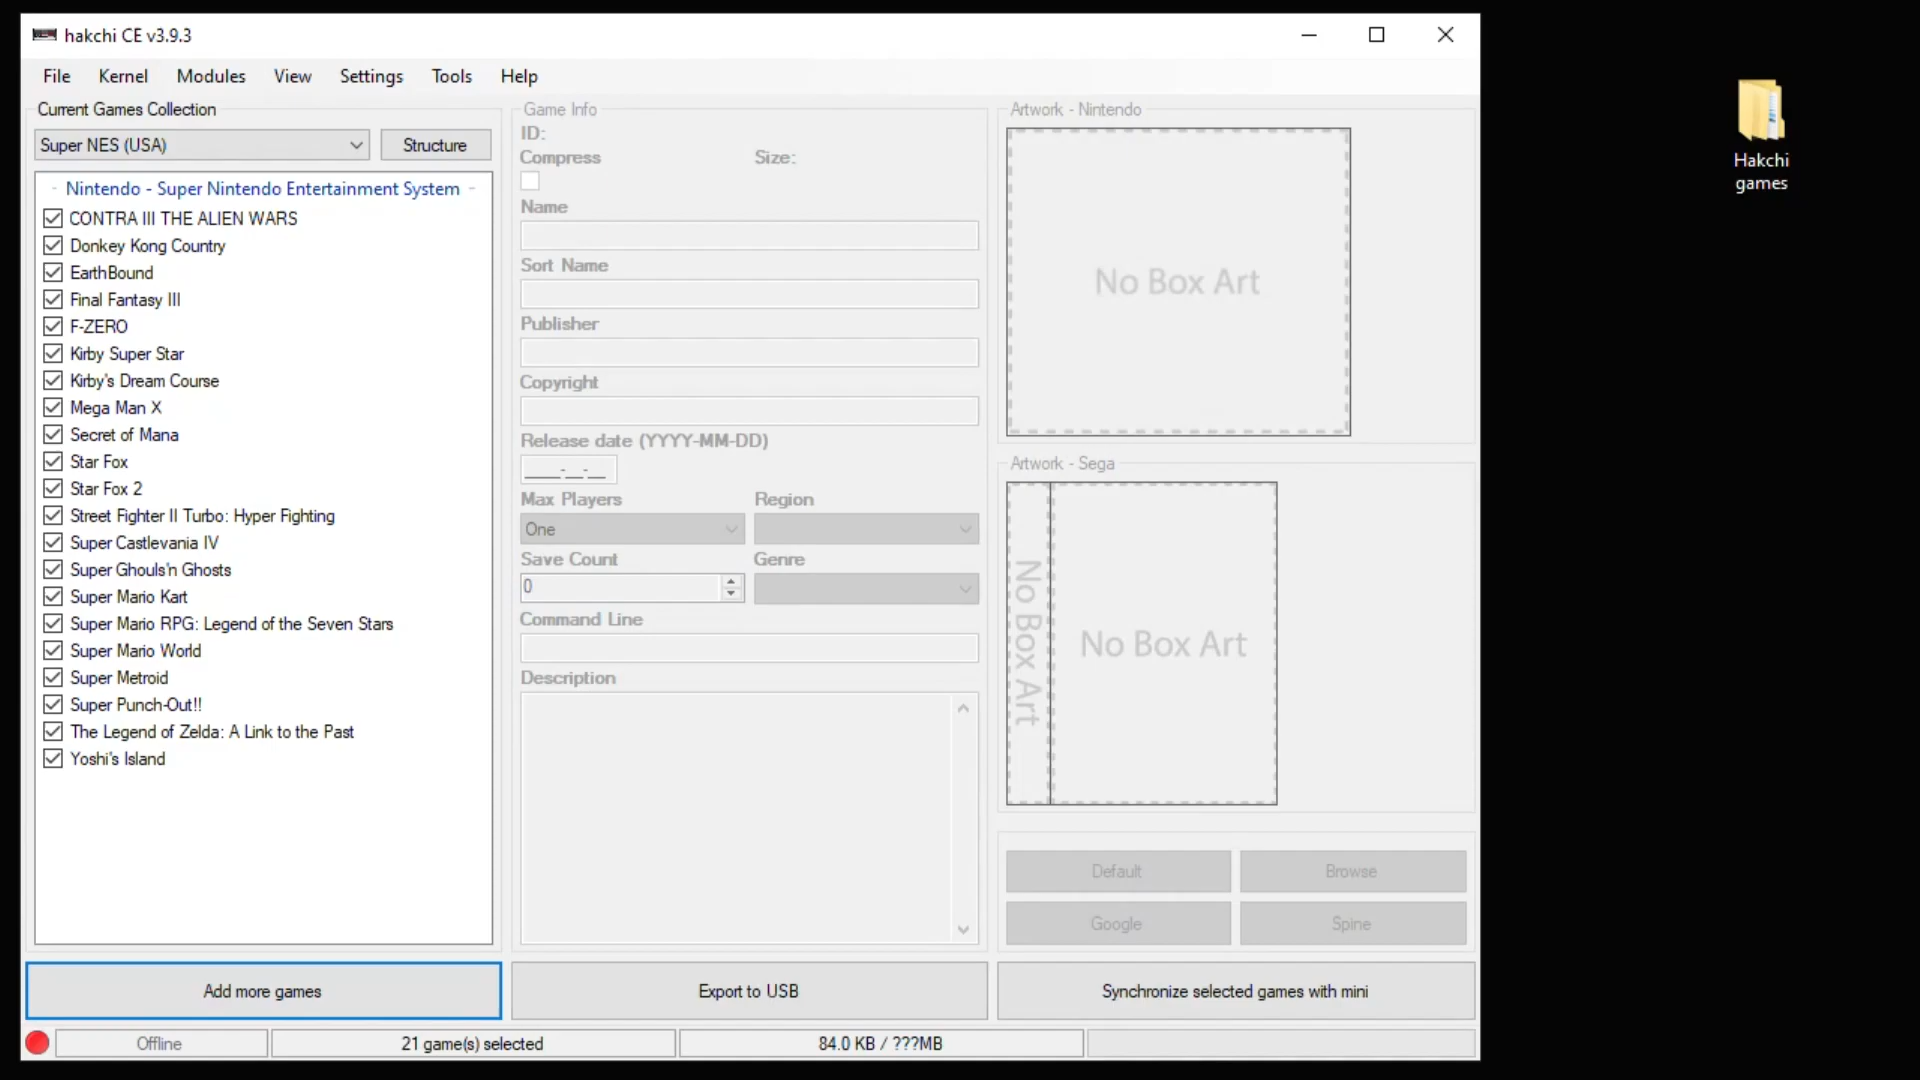 hakchi CE v3.9.3
File Kernel Modules View Settings Tools Help
Current Games Collection
Super NES (USA) Structure
- Nintendo - Super Nintendo Entertainment System -
CONTRA III THE ALIEN WARS
Donkey Kong Country
EarthBound
Final Fantasy III
F-ZERO
Kirby Super Star
Kirby's Dream Course
Mega Man X
Secret of Mana
Star Fox
Star Fox 2
Street Fighter II Turbo: Hyper Fighting
Super Castlevania IV
Super Ghouls'n Ghosts
Super Mario Kart
Super Mario RPG: Legend of the Seven Stars
Super Mario World
Super Metroid
Super Punch-Out!!
The Legend of Zelda: A Link to the Past
Yoshi's Island
Game Info
ID:
Compress Size:
Name
Sort Name
Publisher
Copyright
Release date (YYYY-MM-DD)
____-__-__
Max Players Region
One
Save Count Genre
0
Command Line
Description
Artwork - Nintendo
No Box Art
Artwork - Sega
No Box Art
No Box Art
Default Browse
Google Spine
Add more games Export to USB Synchronize selected games with mini
Offline 21 game(s) selected 84.0 KB / ???MB
Hakchi
games